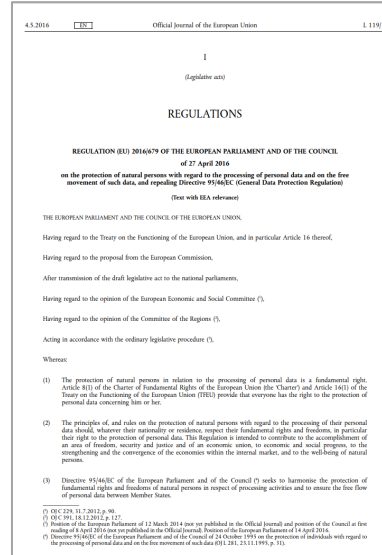 4.5.2016
EN
Official Journal of the European Union
L 119/
I
(Legislative acts)
REGULATIONS
REGULATION (EU) 2016/679 OF THE EUROPEAN PARLIAMENT AND OF THE COUNCIL
of 27 April 2016
on the protection of natural persons with regard to the processing of personal data and on the free
movement of such data, and repealing Directive 95/46/EC (General Data Protection Regulation)
(Text with EEA relevance)
THE EUROPEAN PARLIAMENT AND THE COUNCIL OF THE EUROPEAN UNION,
Having regard to the Treaty on the Functioning of the European Union, and in particular Article 16 thereof,
Having regard to the proposal from the European Commission,
After transmission of the draft legislative act to the national parliaments,
Having regard to the opinion of the European Economic and Social Committee (¹),
Having regard to the opinion of the Committee of the Regions (²),
Acting in accordance with the ordinary legislative procedure (³),
Whereas:
(1) The protection of natural persons in relation to the processing of personal data is a fundamental right.
Article 8(1) of the Charter of Fundamental Rights of the European Union (the 'Charter') and Article 16(1) of the
Treaty on the Functioning of the European Union (TFEU) provide that everyone has the right to the protection of
personal data concerning him or her.
(2) The principles of, and rules on the protection of natural persons with regard to the processing of their personal
data should, whatever their nationality or residence, respect their fundamental rights and freedoms, in particular
their right to the protection of personal data. This Regulation is intended to contribute to the accomplishment of
an area of freedom, security and justice and of an economic union, to economic and social progress, to the
strengthening and the convergence of the economies within the internal market, and to the well-being of natural
persons.
(3) Directive 95/46/EC of the European Parliament and of the Council (⁴) seeks to harmonise the protection of
fundamental rights and freedoms of natural persons in respect of processing activities and to ensure the free flow
of personal data between Member States.
(¹) OJ C 229, 31.7.2012, p. 90.
(²) OJ C 391, 18.12.2012, p. 127.
(³) Position of the European Parliament of 12 March 2014 (not yet published in the Official Journal) and position of the Council at first
reading of 8 April 2016 (not yet published in the Official Journal). Position of the European Parliament of 14 April 2016.
(⁴) Directive 95/46/EC of the European Parliament and of the Council of 24 October 1995 on the protection of individuals with regard to
the processing of personal data and on the free movement of such data (OJ L 281, 23.11.1995, p. 31).